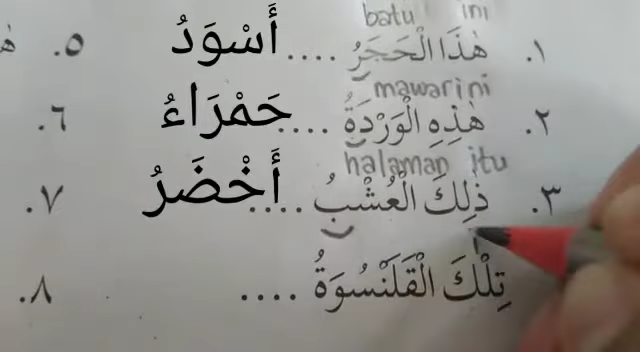 batu ini
١. هٰذَا الْحَجَرُ .... أَسْوَدُ
٥. هٰ
mawar ini
٢. هٰذِهِ الْوَرْدَةُ .... حَمْرَاءُ
٦.
halaman itu
٣. ذٰلِكَ الْعُشْبُ .... أَخْضَرُ
٧.
تِلْكَ الْقَلَنْسُوَةُ ....
٨.